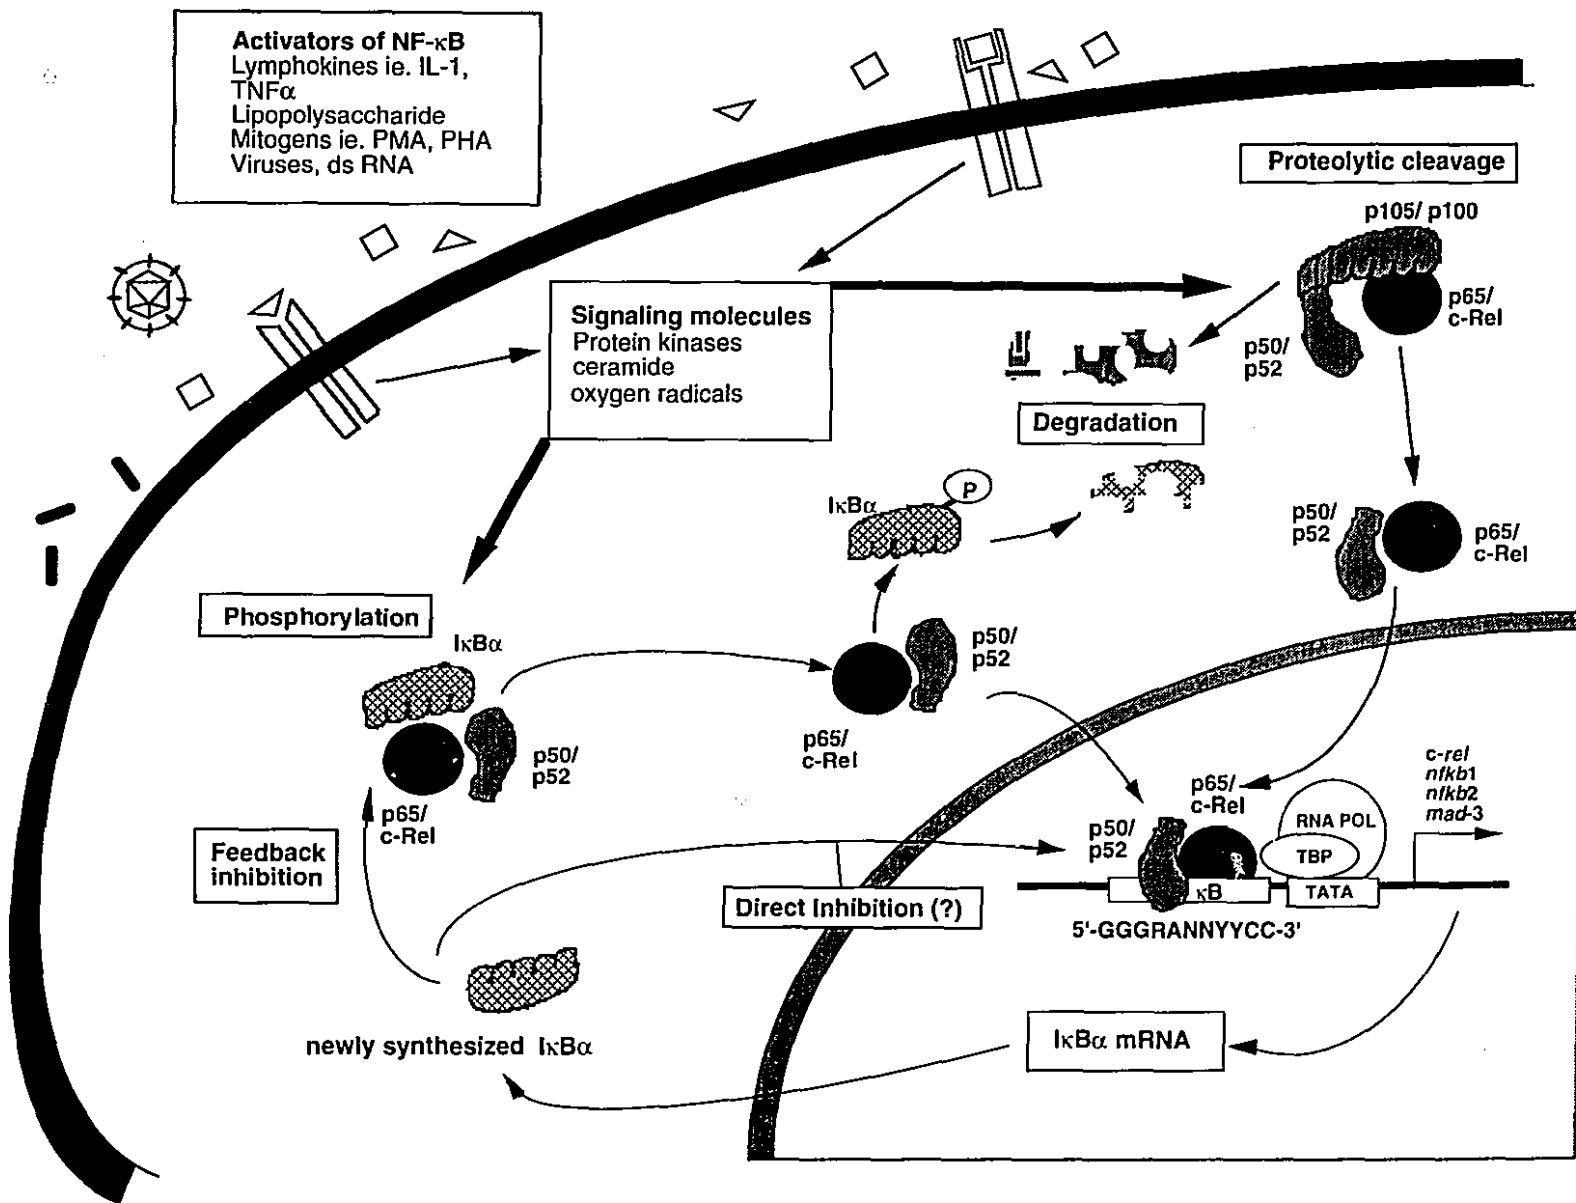 Activators of NF-κB
Lymphokines ie. IL-1,
TNFα
Lipopolysaccharide
Mitogens ie. PMA, PHA
Viruses, ds RNA
Proteolytic cleavage
p105/ p100
p65/
c-Rel
p50/
p52
Signaling molecules
Protein kinases
ceramide
oxygen radicals
Degradation
P
IκBα
p50/
p52
p65/
c-Rel
Phosphorylation
IκBα
p50/
p52
p65/
c-Rel
p50/
p52
p65/
c-Rel
Feedback
inhibition
Direct Inhibition (?)
p65/
c-Rel
p50/
p52
RNA POL
TBP
κB
TATA
5'-GGGRANNYYCC-3'
c-rel
nfkb1
nfkb2
mad-3
newly synthesized IκBα
IκBα mRNA